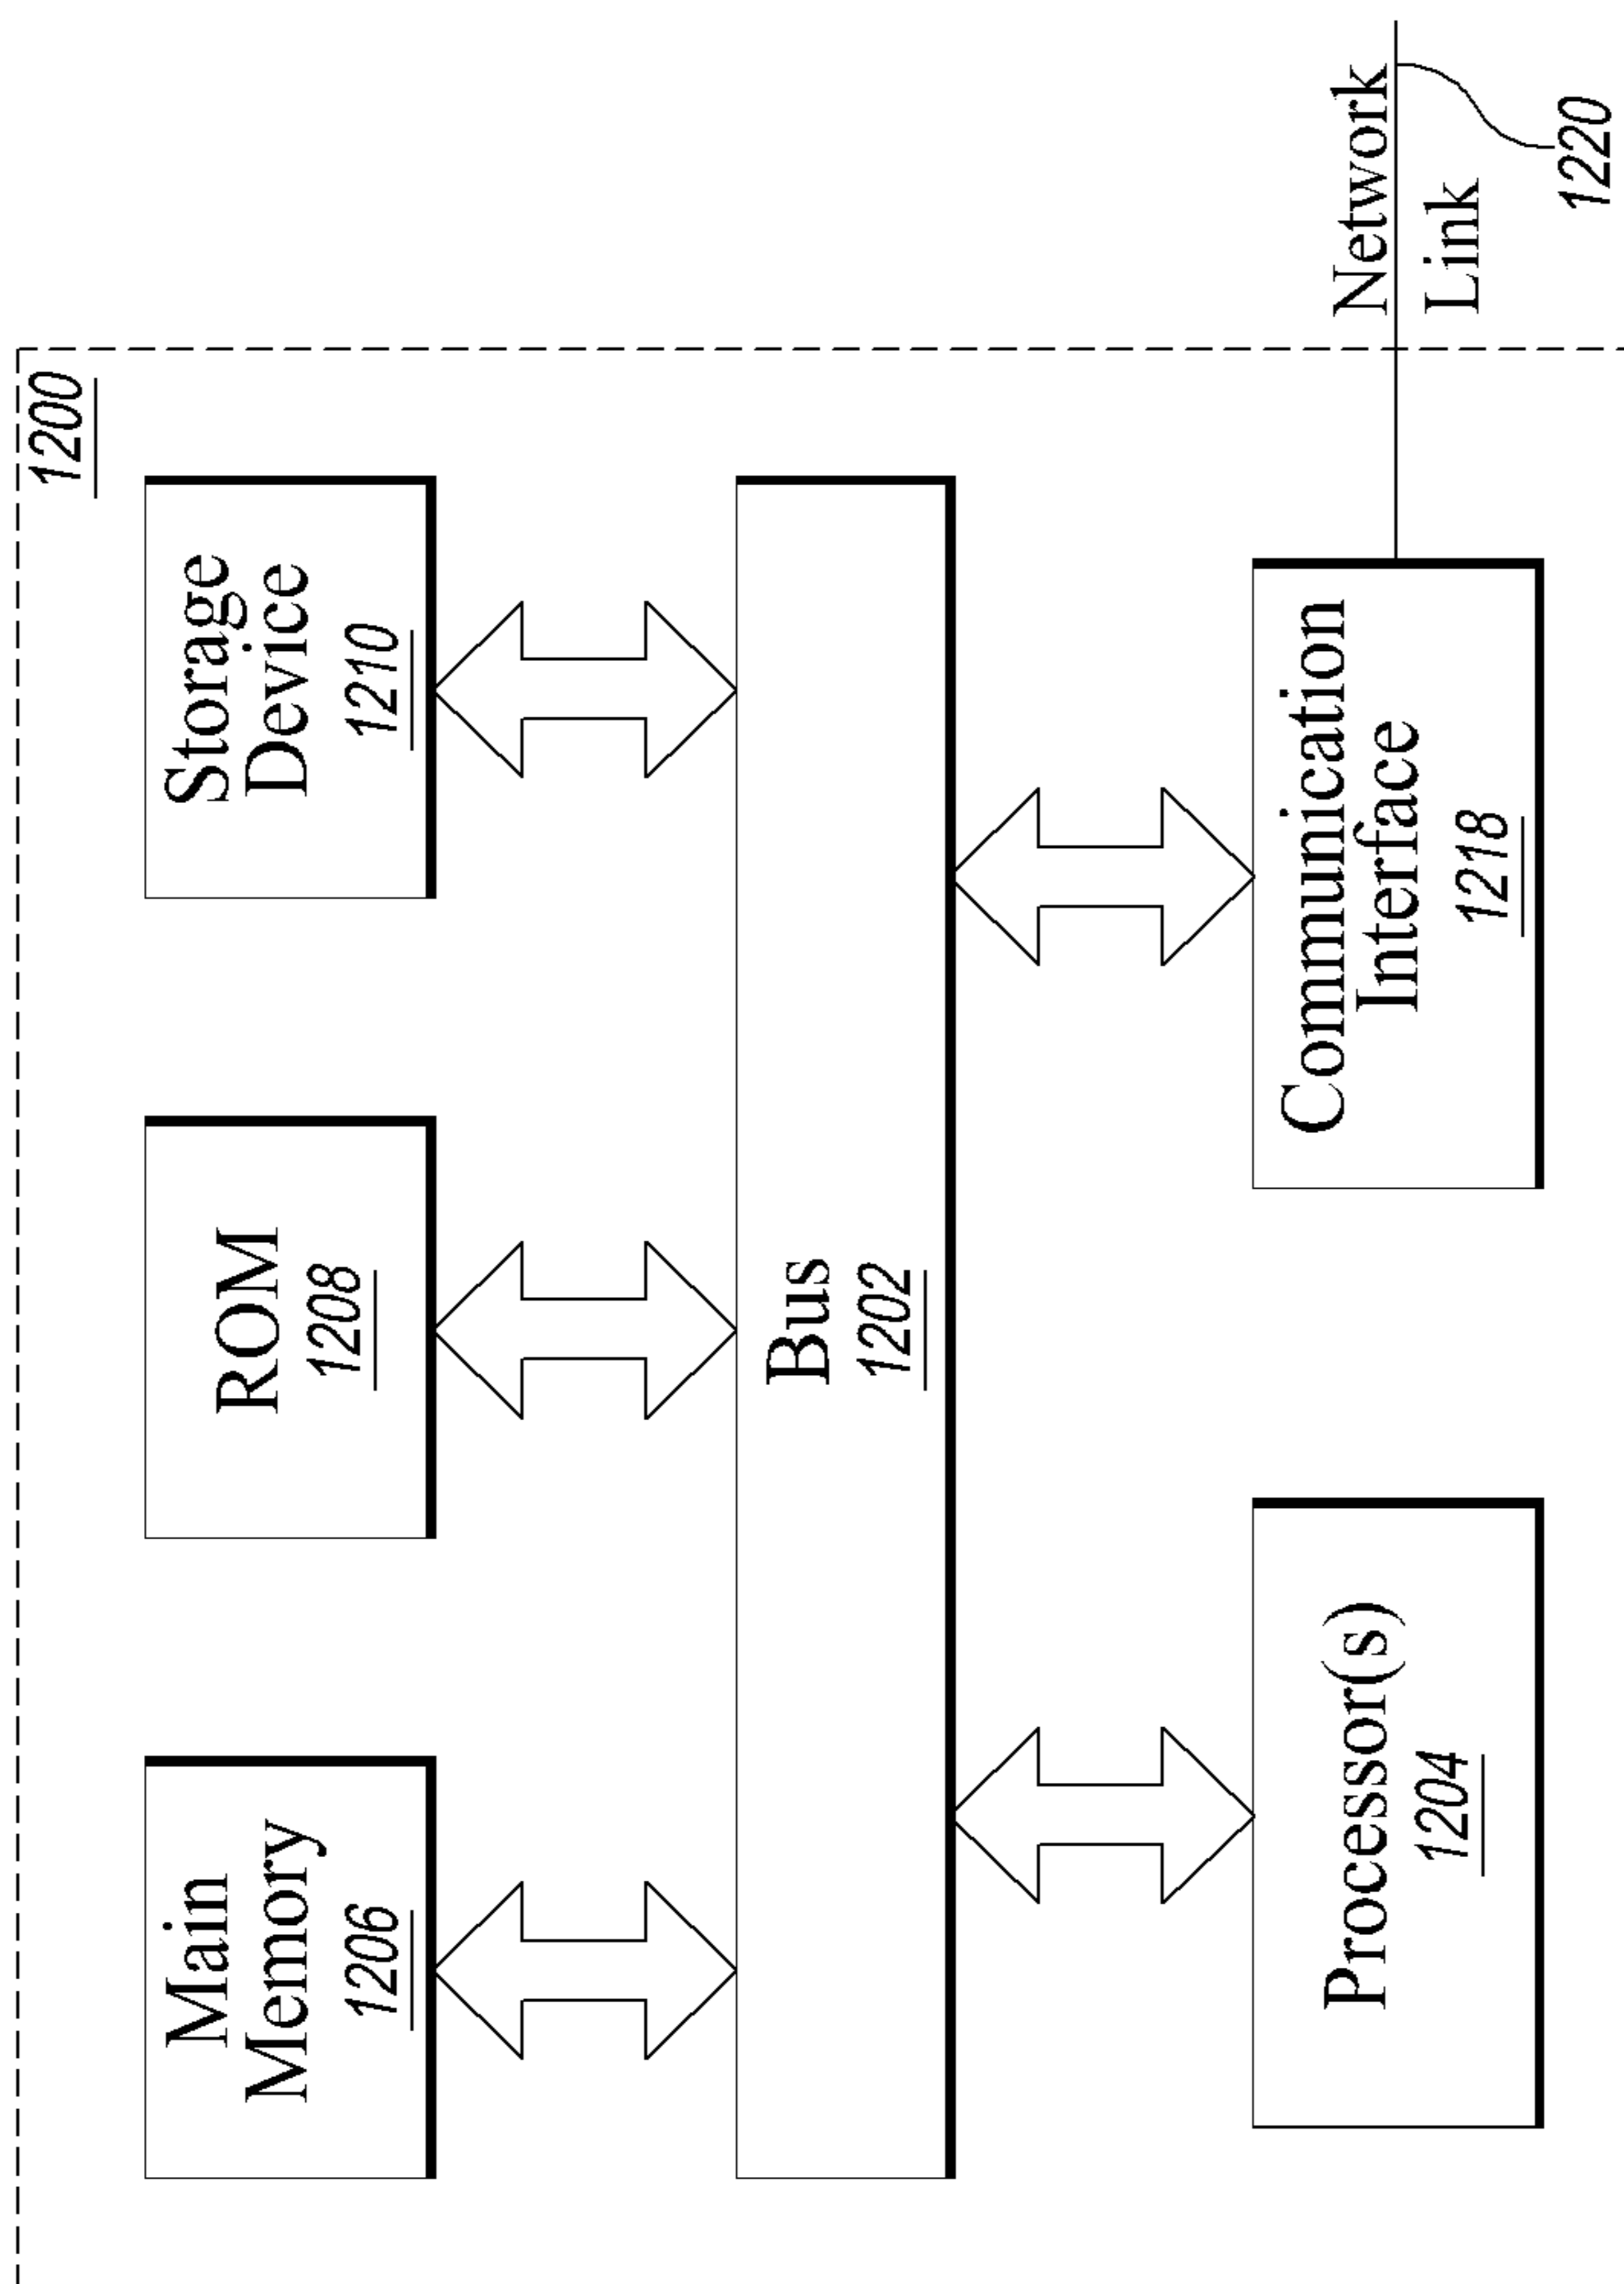 1200
Main
Memory
1206
ROM
1208
Storage
Device
1210
Bus
1202
Processor(s)
1204
Communication
Interface
1218
Network
Link
1220